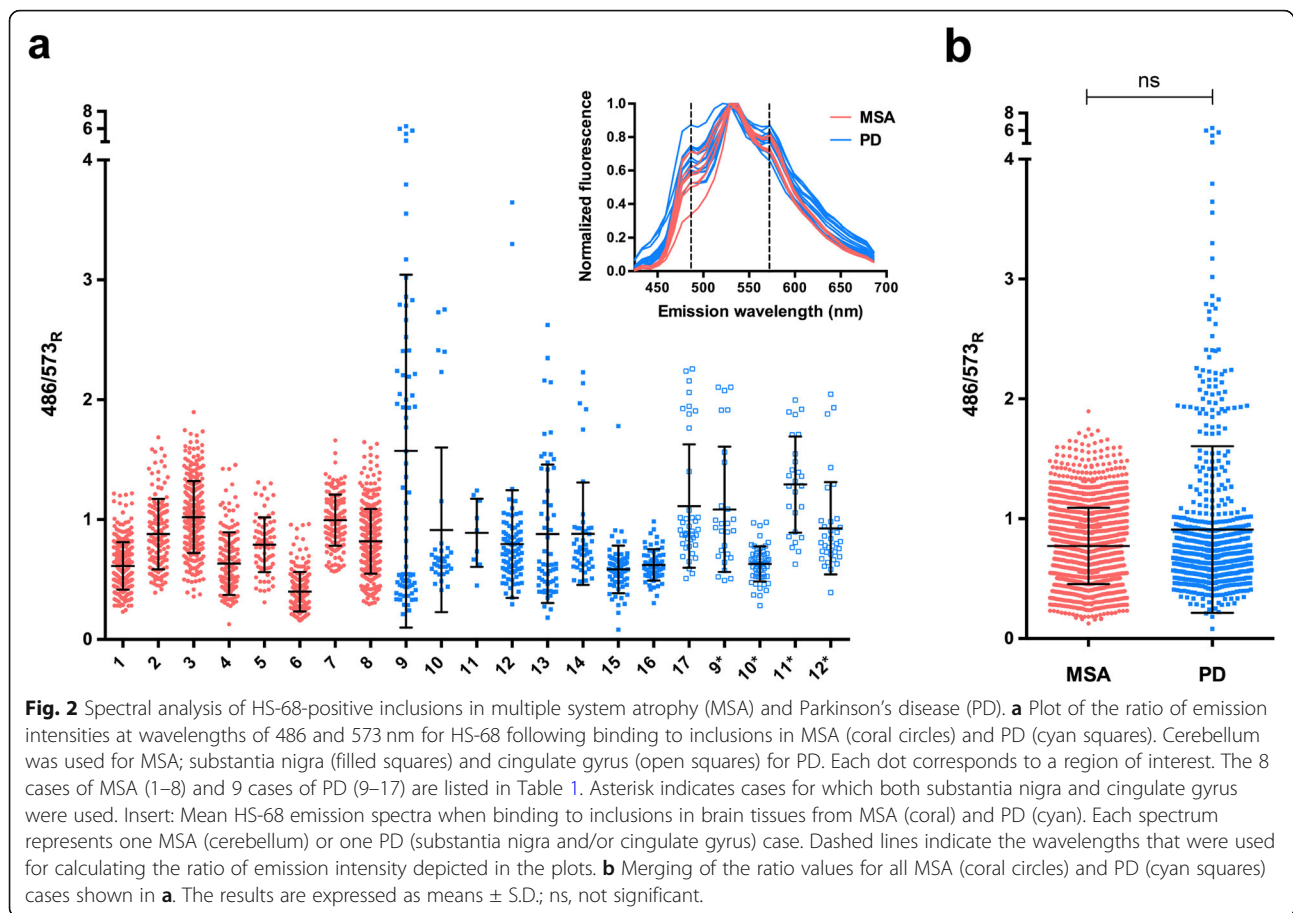 a
b
486/573R
8
6
4
3
2
1
0
1
2
3
4
5
6
7
8
9
10
11
12
13
14
15
16
17
9*
10*
11*
12*
Normalized fluorescence
1.0
0.8
0.6
0.4
0.2
0.0
450
500
550
600
650
700
Emission wavelength (nm)
MSA
PD
ns
486/573R
8
6
4
3
2
1
0
MSA
PD
Fig. 2 Spectral analysis of HS-68-positive inclusions in multiple system atrophy (MSA) and Parkinson's disease (PD). a Plot of the ratio of emission
intensities at wavelengths of 486 and 573 nm for HS-68 following binding to inclusions in MSA (coral circles) and PD (cyan squares). Cerebellum
was used for MSA; substantia nigra (filled squares) and cingulate gyrus (open squares) for PD. Each dot corresponds to a region of interest. The 8
cases of MSA (1–8) and 9 cases of PD (9–17) are listed in Table 1. Asterisk indicates cases for which both substantia nigra and cingulate gyrus
were used. Insert: Mean HS-68 emission spectra when binding to inclusions in brain tissues from MSA (coral) and PD (cyan). Each spectrum
represents one MSA (cerebellum) or one PD (substantia nigra and/or cingulate gyrus) case. Dashed lines indicate the wavelengths that were used
for calculating the ratio of emission intensity depicted in the plots. b Merging of the ratio values for all MSA (coral circles) and PD (cyan squares)
cases shown in a. The results are expressed as means ± S.D.; ns, not significant.